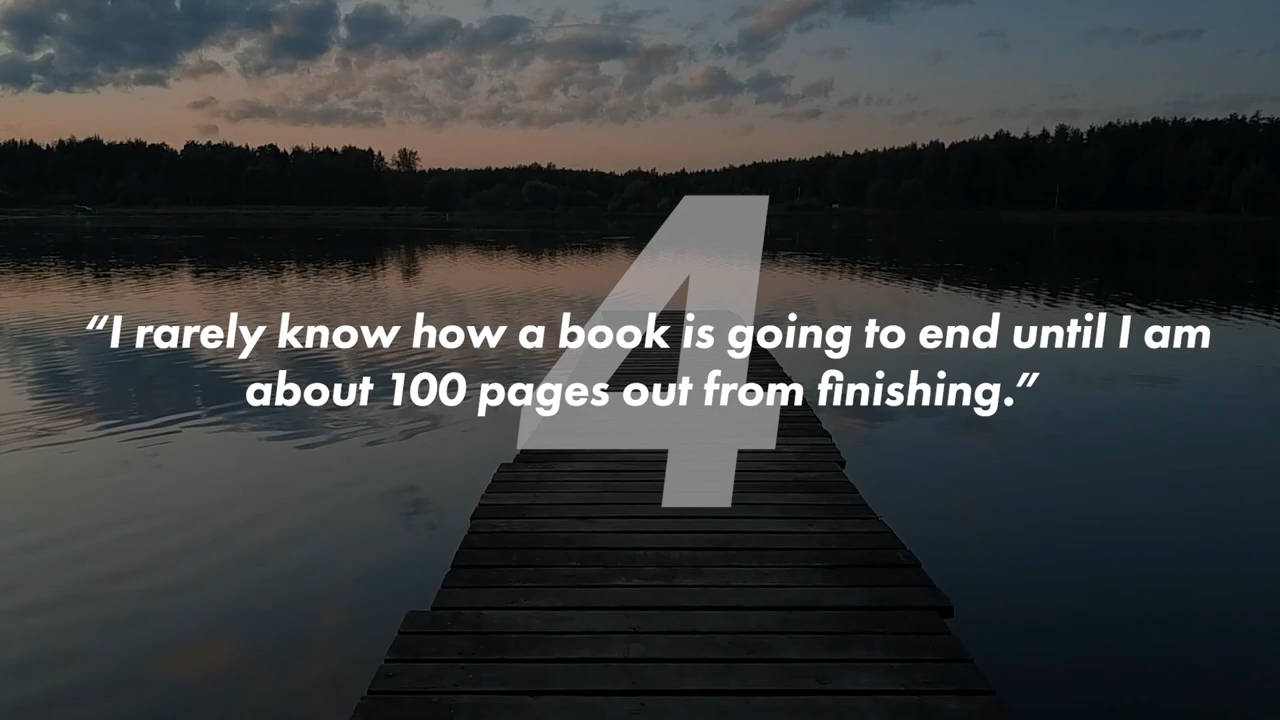 4
“I rarely know how a book is going to end until I am
about 100 pages out from finishing.”